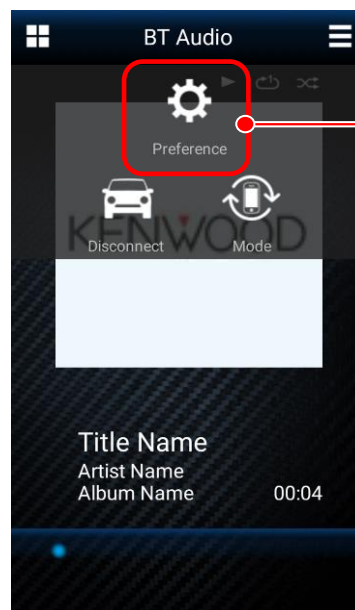 BT Audio
Preference
KENWOOD
Disconnect
Mode
Title Name
Artist Name
Album Name 00:04